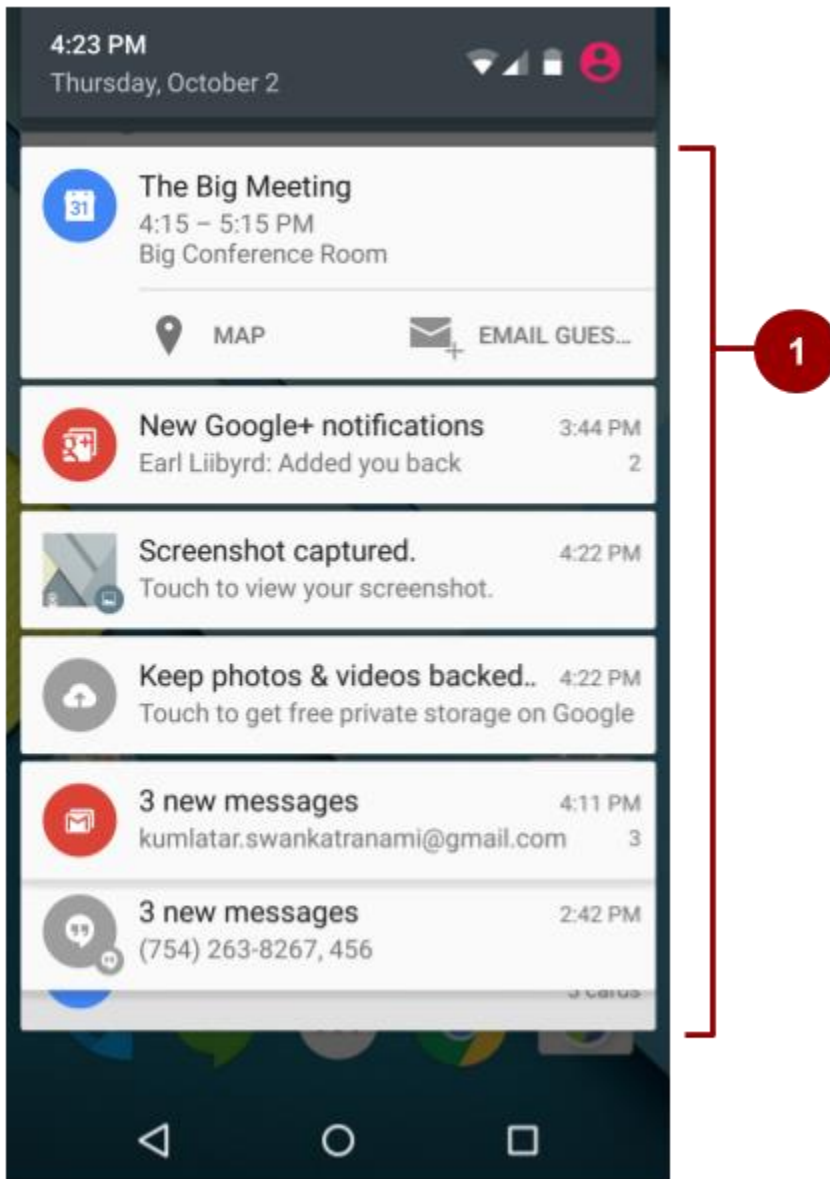 4:23 PM
Thursday, October 2
31
The Big Meeting
4:15 – 5:15 PM
Big Conference Room
MAP
EMAIL GUES...
1
New Google+ notifications 3:44 PM
Earl Liibyrd: Added you back 2
Screenshot captured. 4:22 PM
Touch to view your screenshot.
Keep photos & videos backed.. 4:22 PM
Touch to get free private storage on Google
3 new messages 4:11 PM
kumlatar.swankatranami@gmail.com 3
3 new messages 2:42 PM
(754) 263-8267, 456
cards